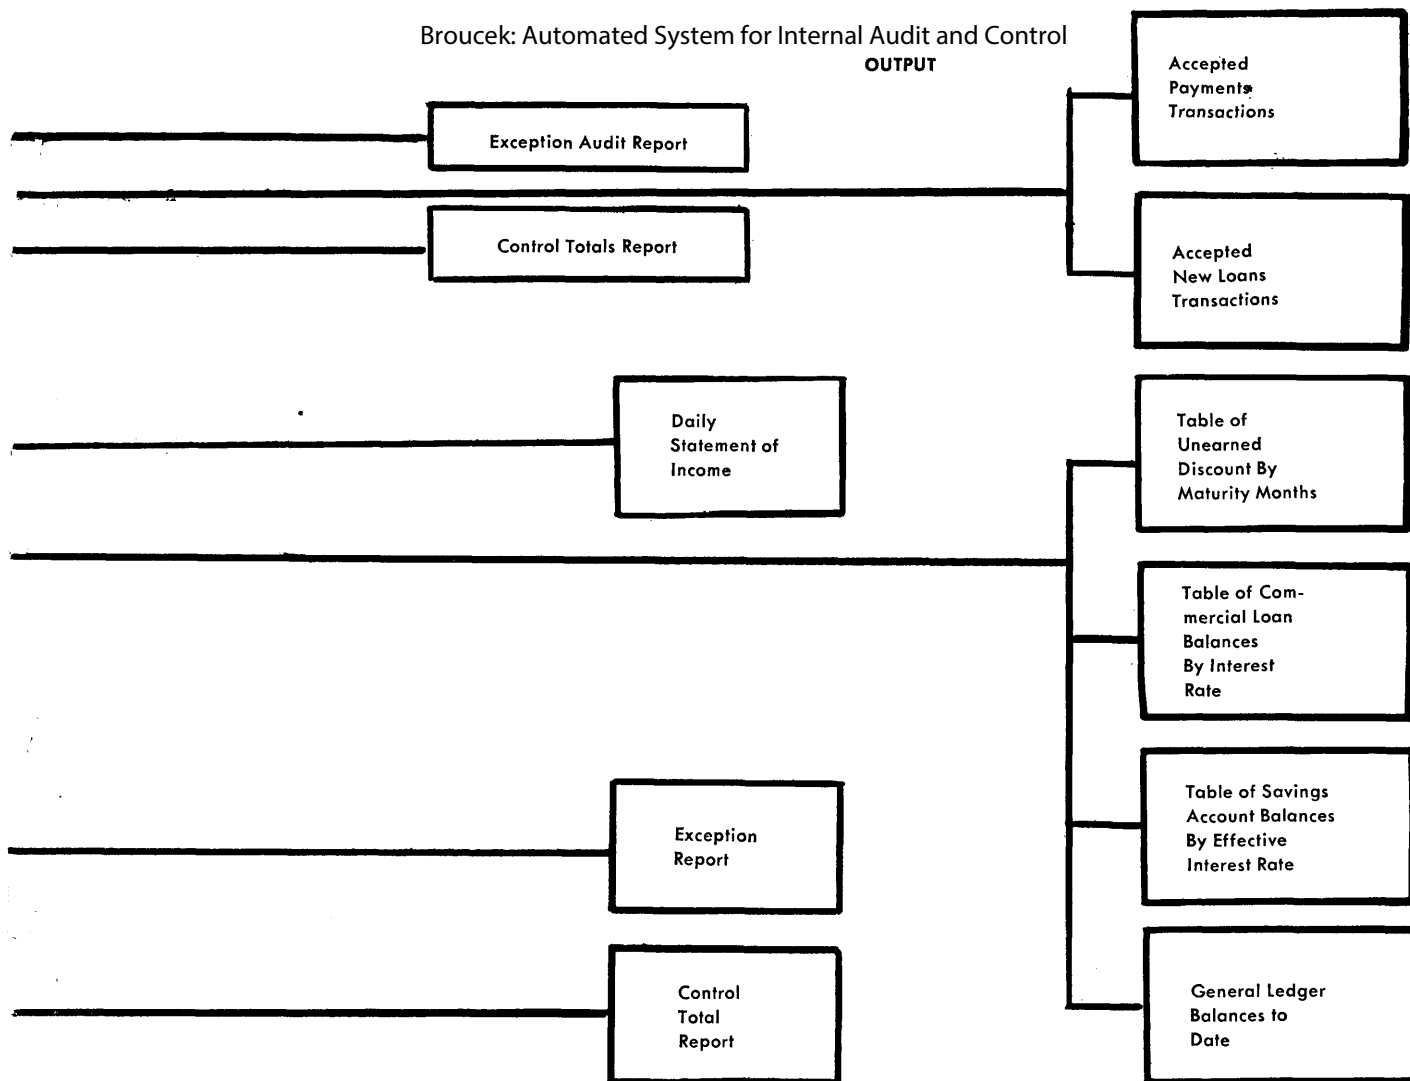 Broucek: Automated System for Internal Audit and Control
OUTPUT
Exception Audit Report
Control Totals Report
Accepted
Payments
Transactions
Accepted
New Loans
Transactions
Daily
Statement of
Income
Table of
Unearned
Discount By
Maturity Months
Table of Com-
mercial Loan
Balances
By Interest
Rate
Table of Savings
Account Balances
By Effective
Interest Rate
Exception
Report
Control
Total
Report
General Ledger
Balances to
Date